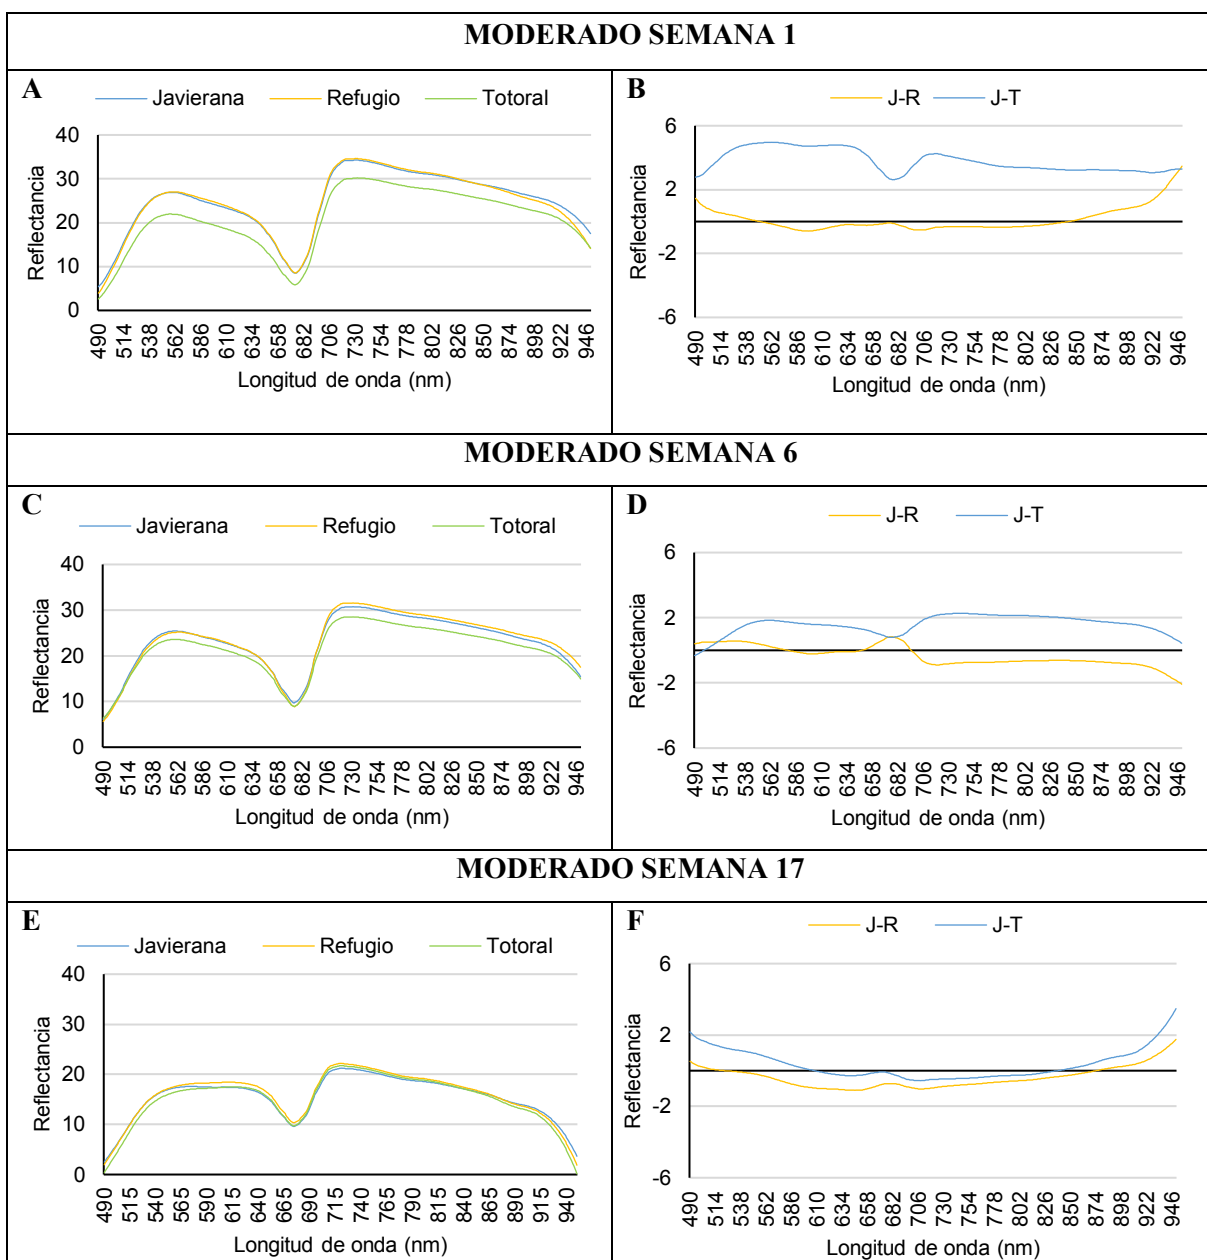 MODERADO SEMANA 1
A
Javierana Refugio Totoral
40
30
20
10
0
Reflectancia
490 514 538 562 586 610 634 658 682 706 730 754 778 802 826 850 874 898 922 946
Longitud de onda (nm)
B
J-R J-T
6
2
-2
-6
Reflectancia
490 514 538 562 586 610 634 658 682 706 730 754 778 802 826 850 874 898 922 946
Longitud de onda (nm)
MODERADO SEMANA 6
C
Javierana Refugio Totoral
40
30
20
10
0
Reflectancia
490 514 538 562 586 610 634 658 682 706 730 754 778 802 826 850 874 898 922 946
Longitud de onda (nm)
D
J-R J-T
6
2
-2
-6
Reflectancia
490 514 538 562 586 610 634 658 682 706 730 754 778 802 826 850 874 898 922 946
Longitud de onda (nm)
MODERADO SEMANA 17
E
Javierana Refugio Totoral
40
30
20
10
0
Reflectancia
490 515 540 565 590 615 640 665 690 715 740 765 790 815 840 865 890 915 940
Longitud de onda (nm)
F
J-R J-T
6
2
-2
-6
Reflectancia
490 514 538 562 586 610 634 658 682 706 730 754 778 802 826 850 874 898 922 946
Longitud de onda (nm)